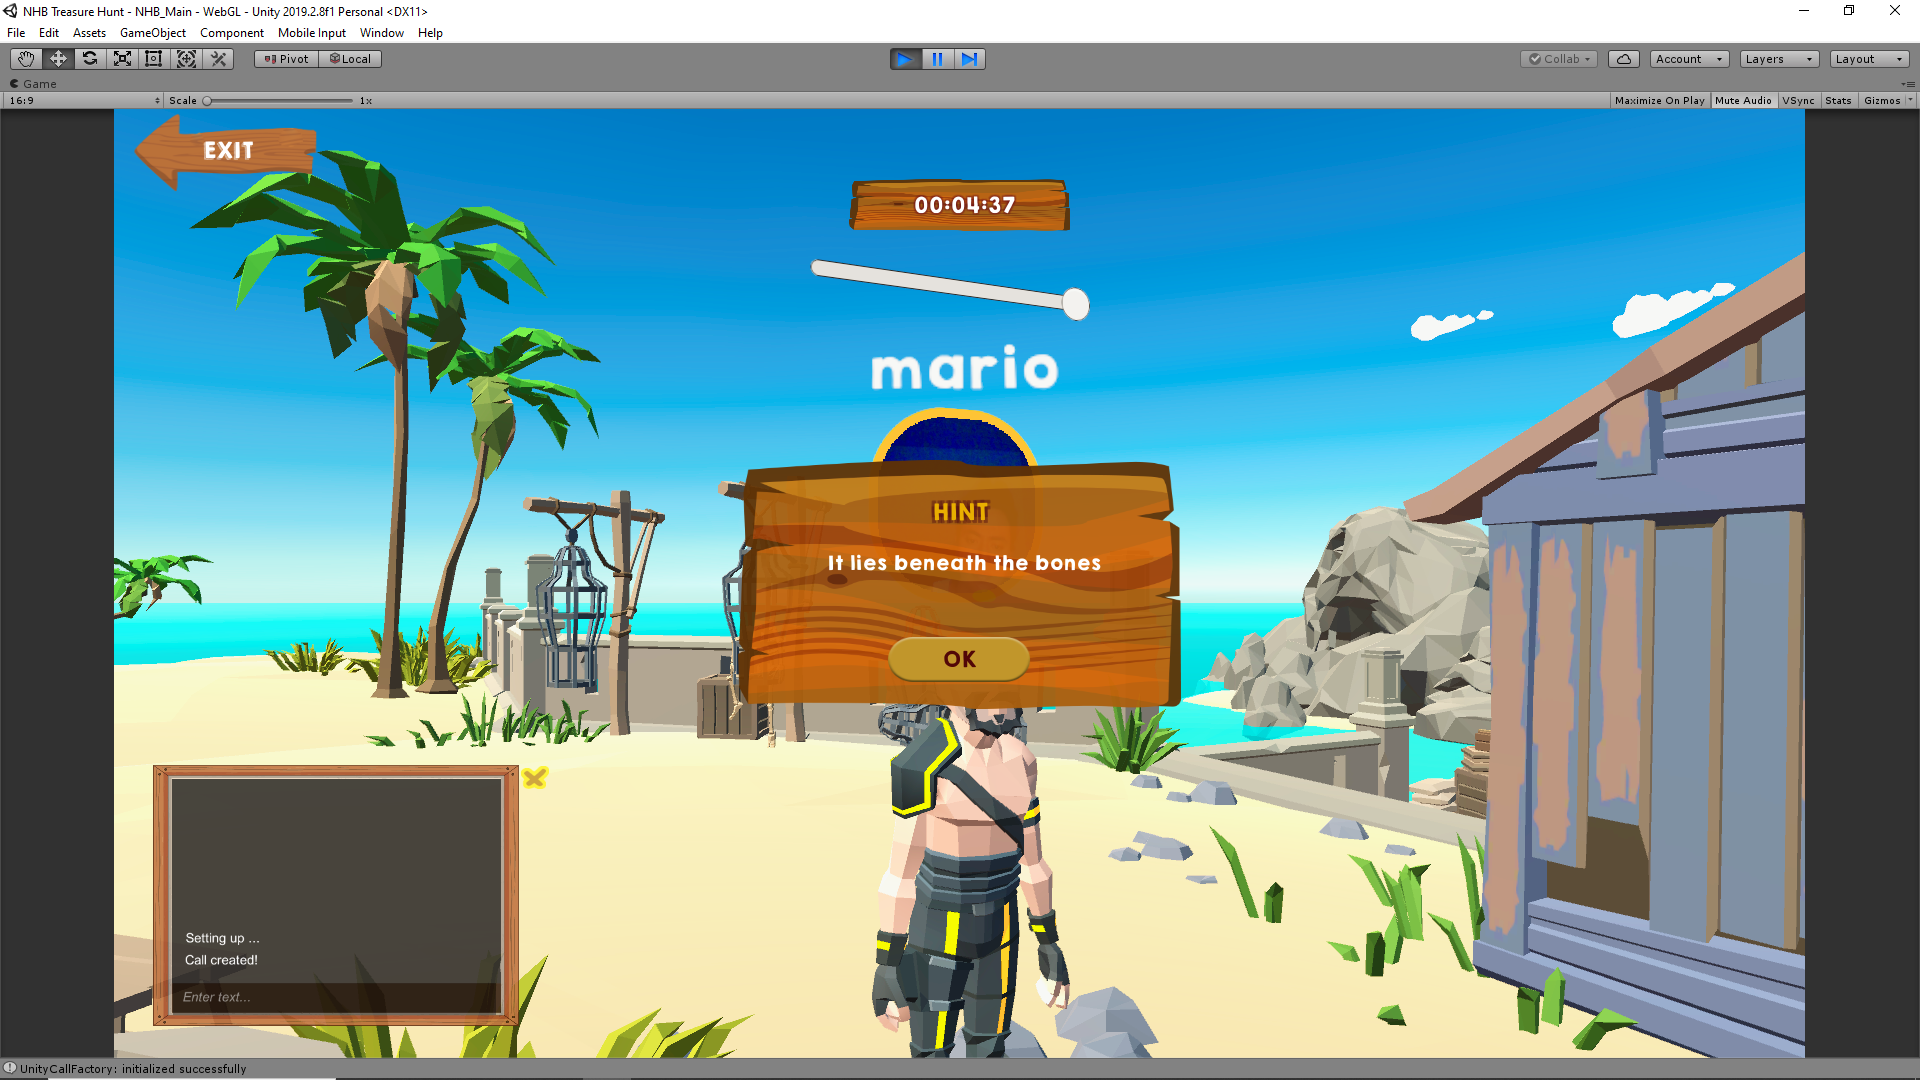 NHB Treasure Hunt - NHB_Main - WebGL - Unity 2019.2.8f1 Personal <DX11>
File Edit Assets GameObject Component Mobile Input Window Help
Pivot Local Collab Account Layers Layout
Game
16:9 Scale 1x Maximize On Play Mute Audio VSync Stats Gizmos
EXIT
00:04:37
mario
HINT
It lies beneath the bones
OK
Setting up ...
Call created!
Enter text...
UnityCallFactory: initialized successfully